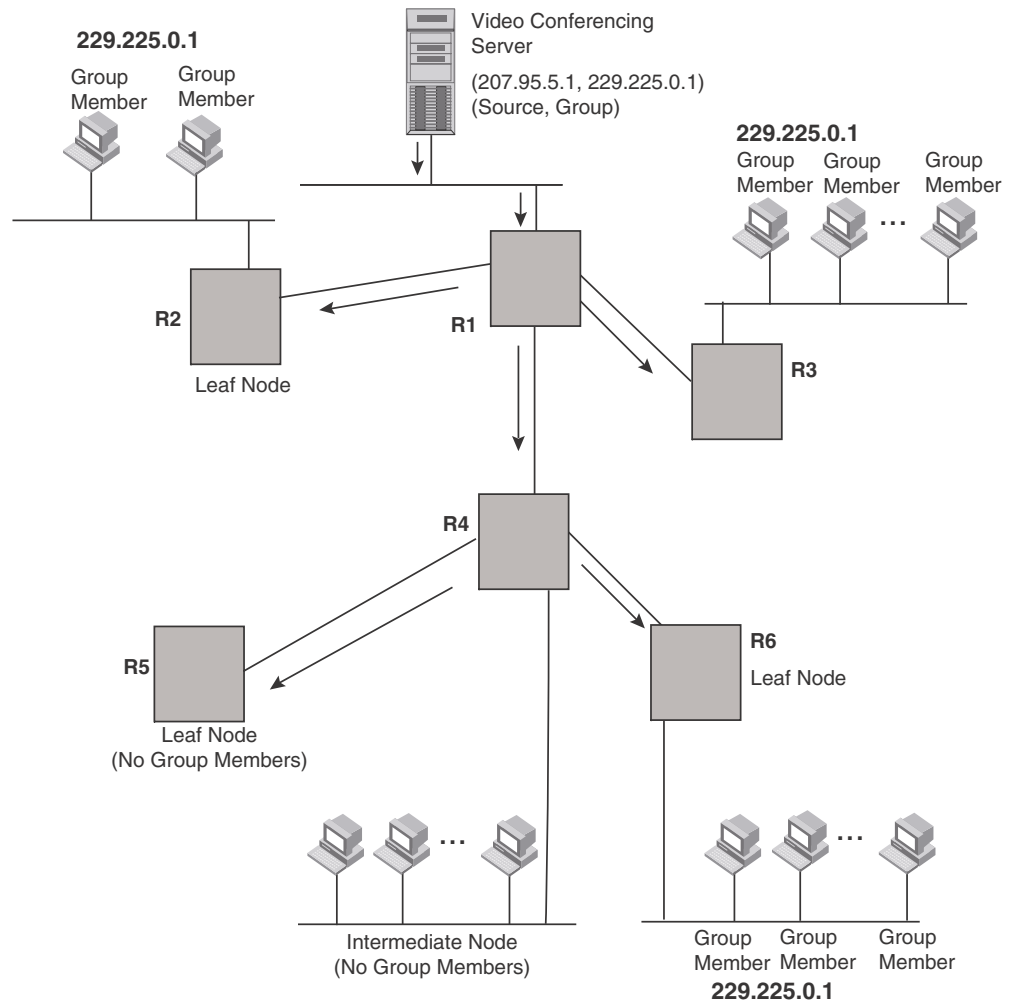 229.225.0.1
Group
Member
Group
Member
Video Conferencing
Server
(207.95.5.1, 229.225.0.1)
(Source, Group)
229.225.0.1
Group
Member
Group
Member
...
Group
Member
R2
Leaf Node
R1
R3
R4
R5
Leaf Node
(No Group Members)
R6
Leaf Node
...
Intermediate Node
(No Group Members)
...
Group
Member
Group
Member
Group
Member
229.225.0.1